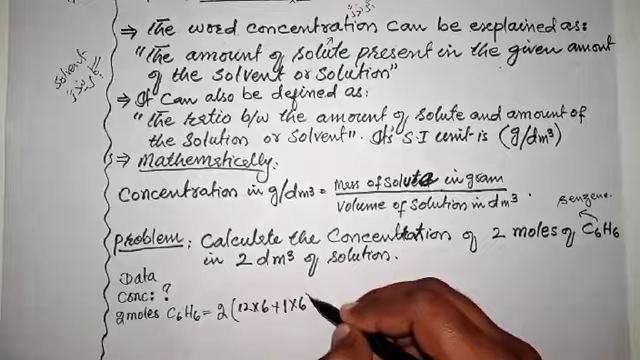 ⇒ The word concentration can be explained as:
"The amount of solute present in the given amount
of the solvent or solution"
solvent
⇒ It can also be defined as:
"The ratio b/w the amount of solute and amount of
the solution or solvent". It's S.I unit is (g/dm³)
⇒ Mathematically:
Concentration in g/dm³ = Mass of solute in gram
Volume of solution in dm³ .
Benzene
Problem: Calculate the Concentration of 2 moles of C₆H₆
in 2 dm³ of solution.
Data
Conc: ?
2 moles C₆H₆ = 2 (12×6+1×6